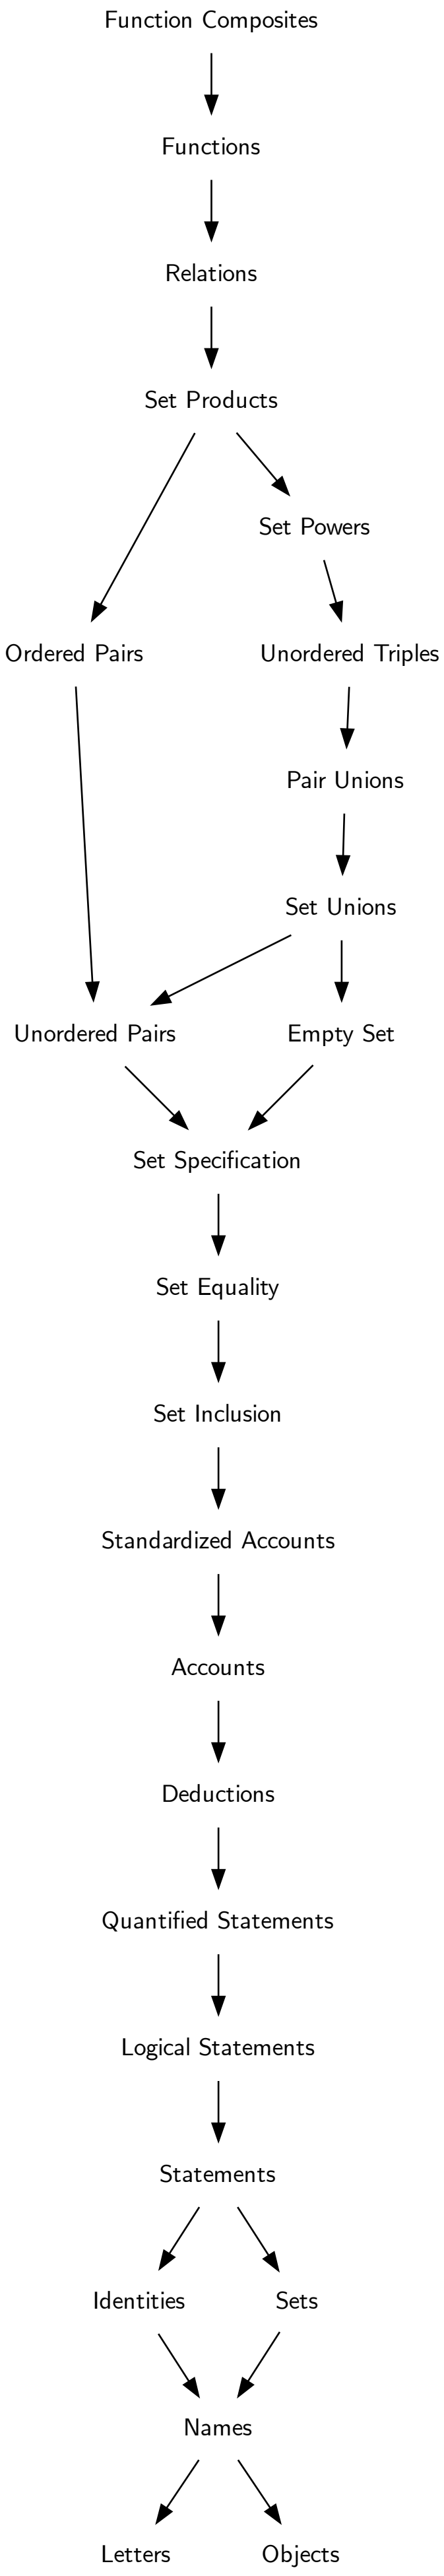 Function Composites
Functions
Relations
Set Products
Set Powers
Ordered Pairs
Unordered Triples
Pair Unions
Set Unions
Unordered Pairs
Empty Set
Set Specification
Set Equality
Set Inclusion
Standardized Accounts
Accounts
Deductions
Quantified Statements
Logical Statements
Statements
Identities
Sets
Names
Letters
Objects